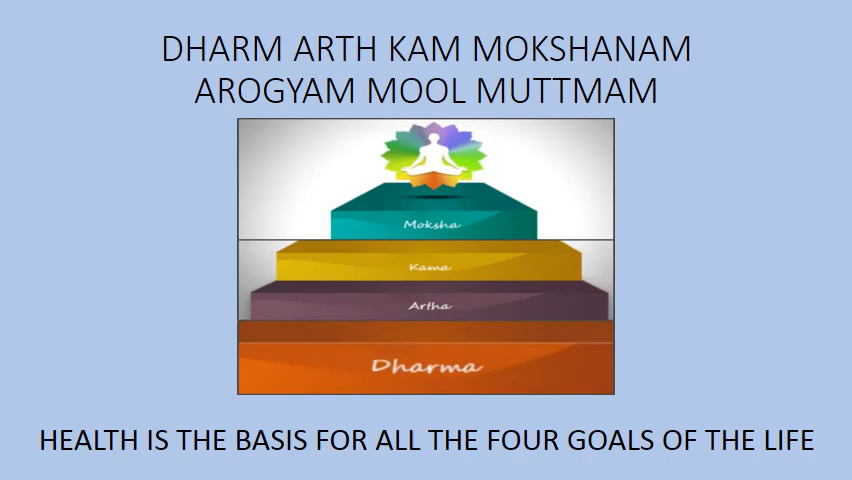 DHARM ARTH KAM MOKSHANAM
AROGYAM MOOL MUTTMAM
Moksha
Kama
Artha
Dharma
HEALTH IS THE BASIS FOR ALL THE FOUR GOALS OF THE LIFE